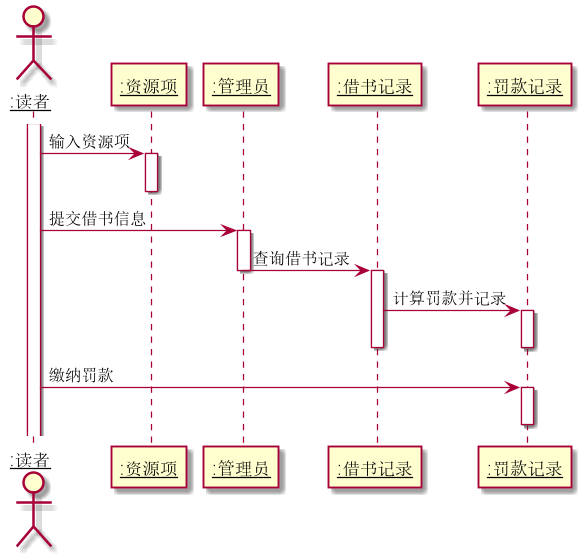 :读者
:资源项
:管理员
:借书记录
:罚款记录
输入资源项
提交借书信息
查询借书记录
计算罚款并记录
缴纳罚款
:读者
:资源项
:管理员
:借书记录
:罚款记录